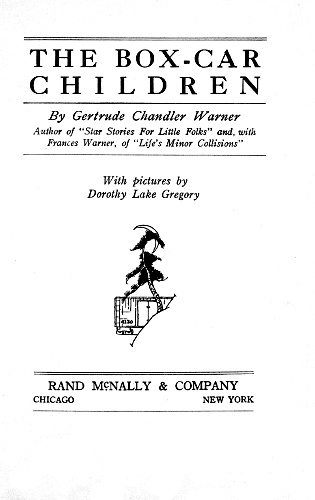 THE BOX-CAR
CHILDREN
By Gertrude Chandler Warner
Author of "Star Stories For Little Folks" and, with
Frances Warner, of "Life's Minor Collisions"
With pictures by
Dorothy Lake Gregory
4130
RAND McNALLY & COMPANY
CHICAGO NEW YORK